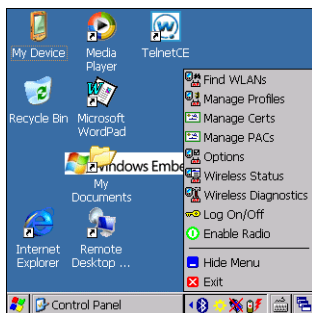 My Device
Media
Player
TelnetCE
Recycle Bin
Microsoft
WordPad
Windows Embe
My
Documents
Internet
Explorer
Remote
Desktop ...
Find WLANs
Manage Profiles
Manage Certs
Manage PACs
Options
Wireless Status
Wireless Diagnostics
Log On/Off
Enable Radio
Hide Menu
Exit
Control Panel